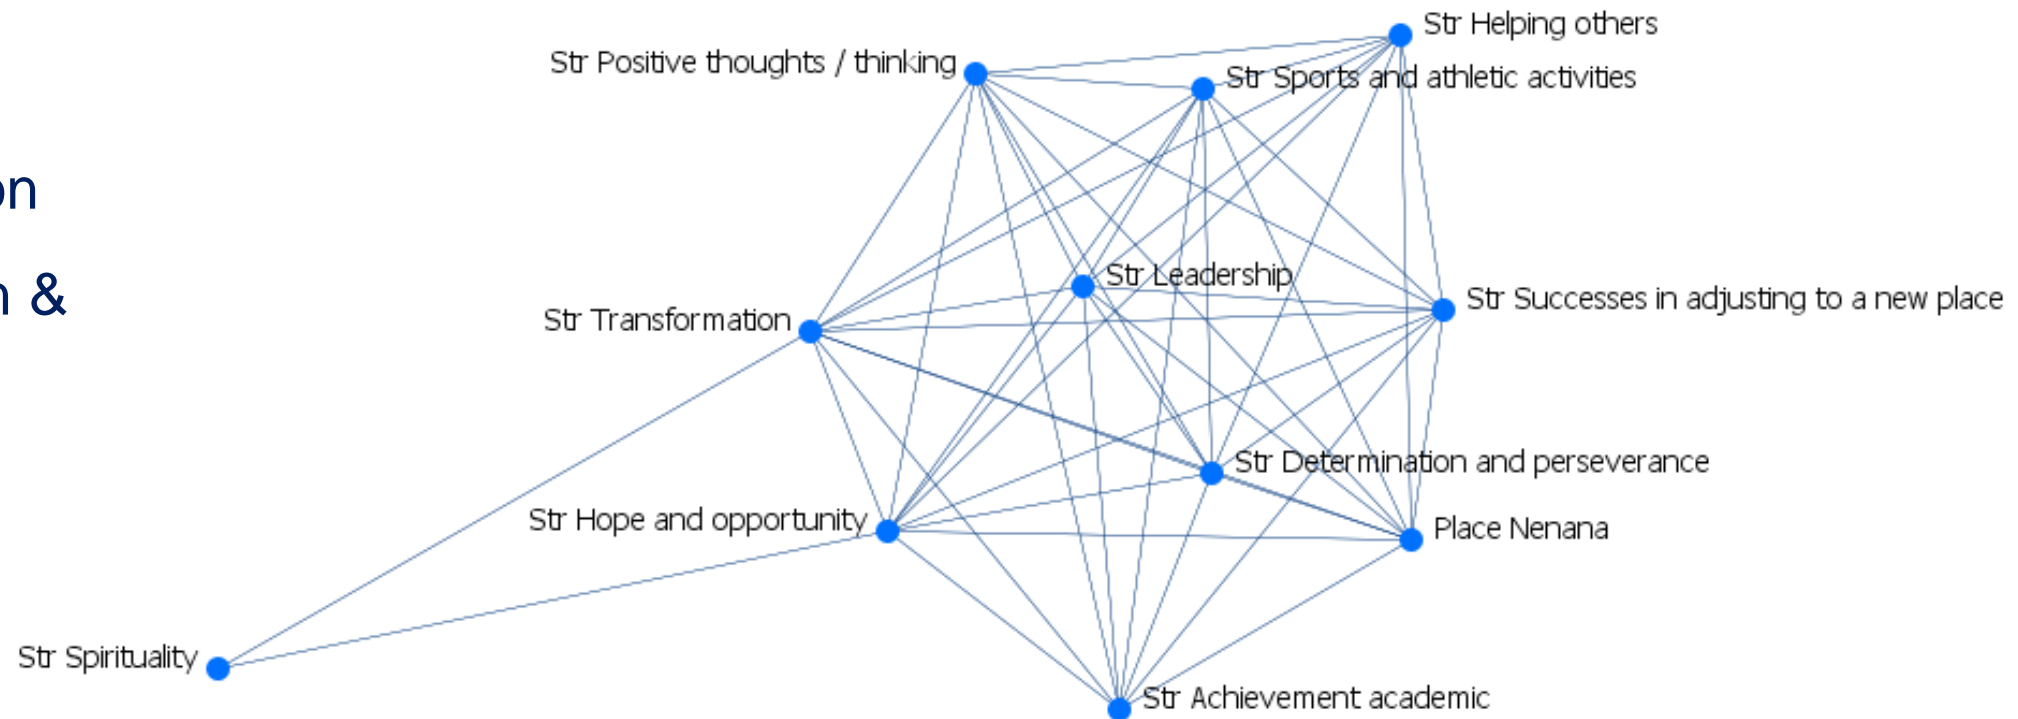 Str Helping others
Str Positive thoughts / thinking
Str Sports and athletic activities
on
n &
Str Leadership
Str Successes in adjusting to a new place
Str Transformation
Str Determination and perseverance
Str Hope and opportunity
Place Nenana
Str Spirituality
Str Achievement academic